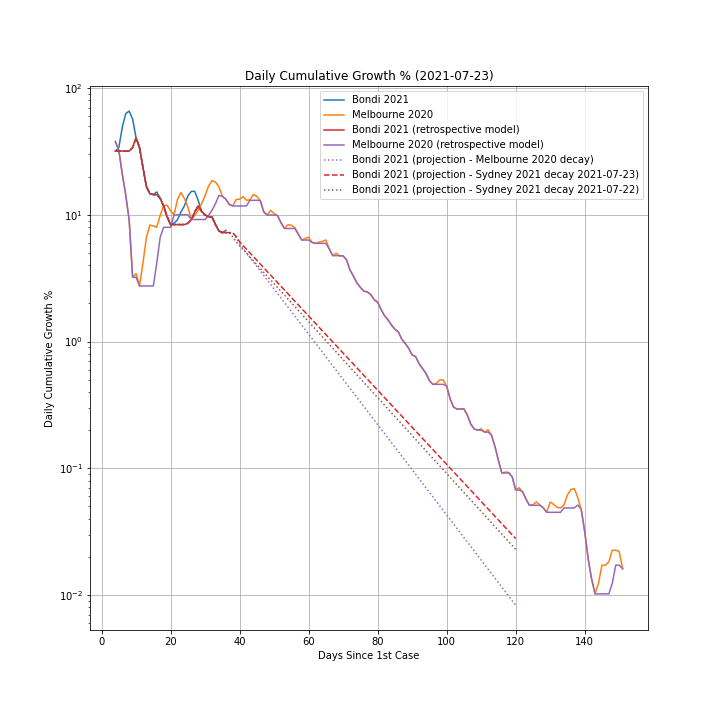 Daily Cumulative Growth % (2021-07-23)
Bondi 2021
Melbourne 2020
Bondi 2021 (retrospective model)
Melbourne 2020 (retrospective model)
Bondi 2021 (projection - Melbourne 2020 decay)
Bondi 2021 (projection - Sydney 2021 decay 2021-07-23)
Bondi 2021 (projection - Sydney 2021 decay 2021-07-22)
Daily Cumulative Growth %
10²
10¹
10⁰
10⁻¹
10⁻²
0 20 40 60 80 100 120 140
Days Since 1st Case